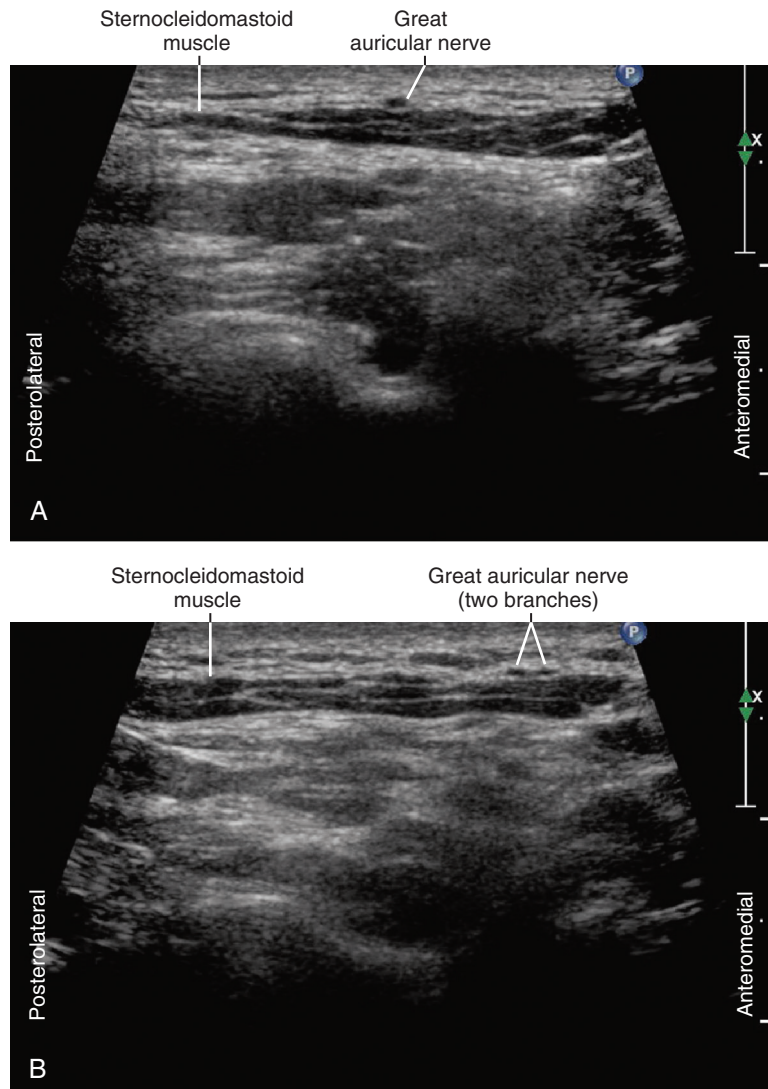 Sternocleidomastoid
muscle
Great
auricular nerve
P
X
Posterolateral
Anteromedial
A
Sternocleidomastoid
muscle
Great auricular nerve
(two branches)
P
X
Posterolateral
Anteromedial
B